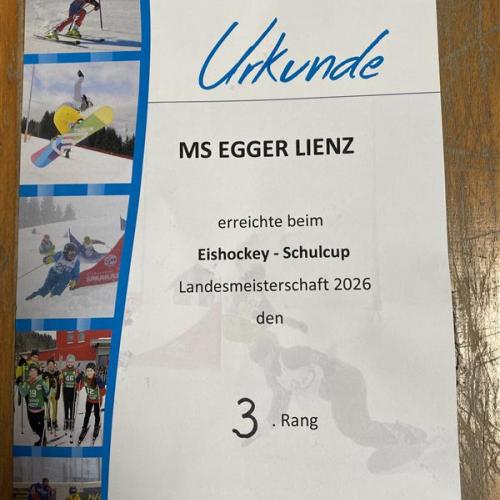 Urkunde
MS EGGER LIENZ
erreichte beim
Eishockey - Schulcup
Landesmeisterschaft 2026
den
3 . Rang